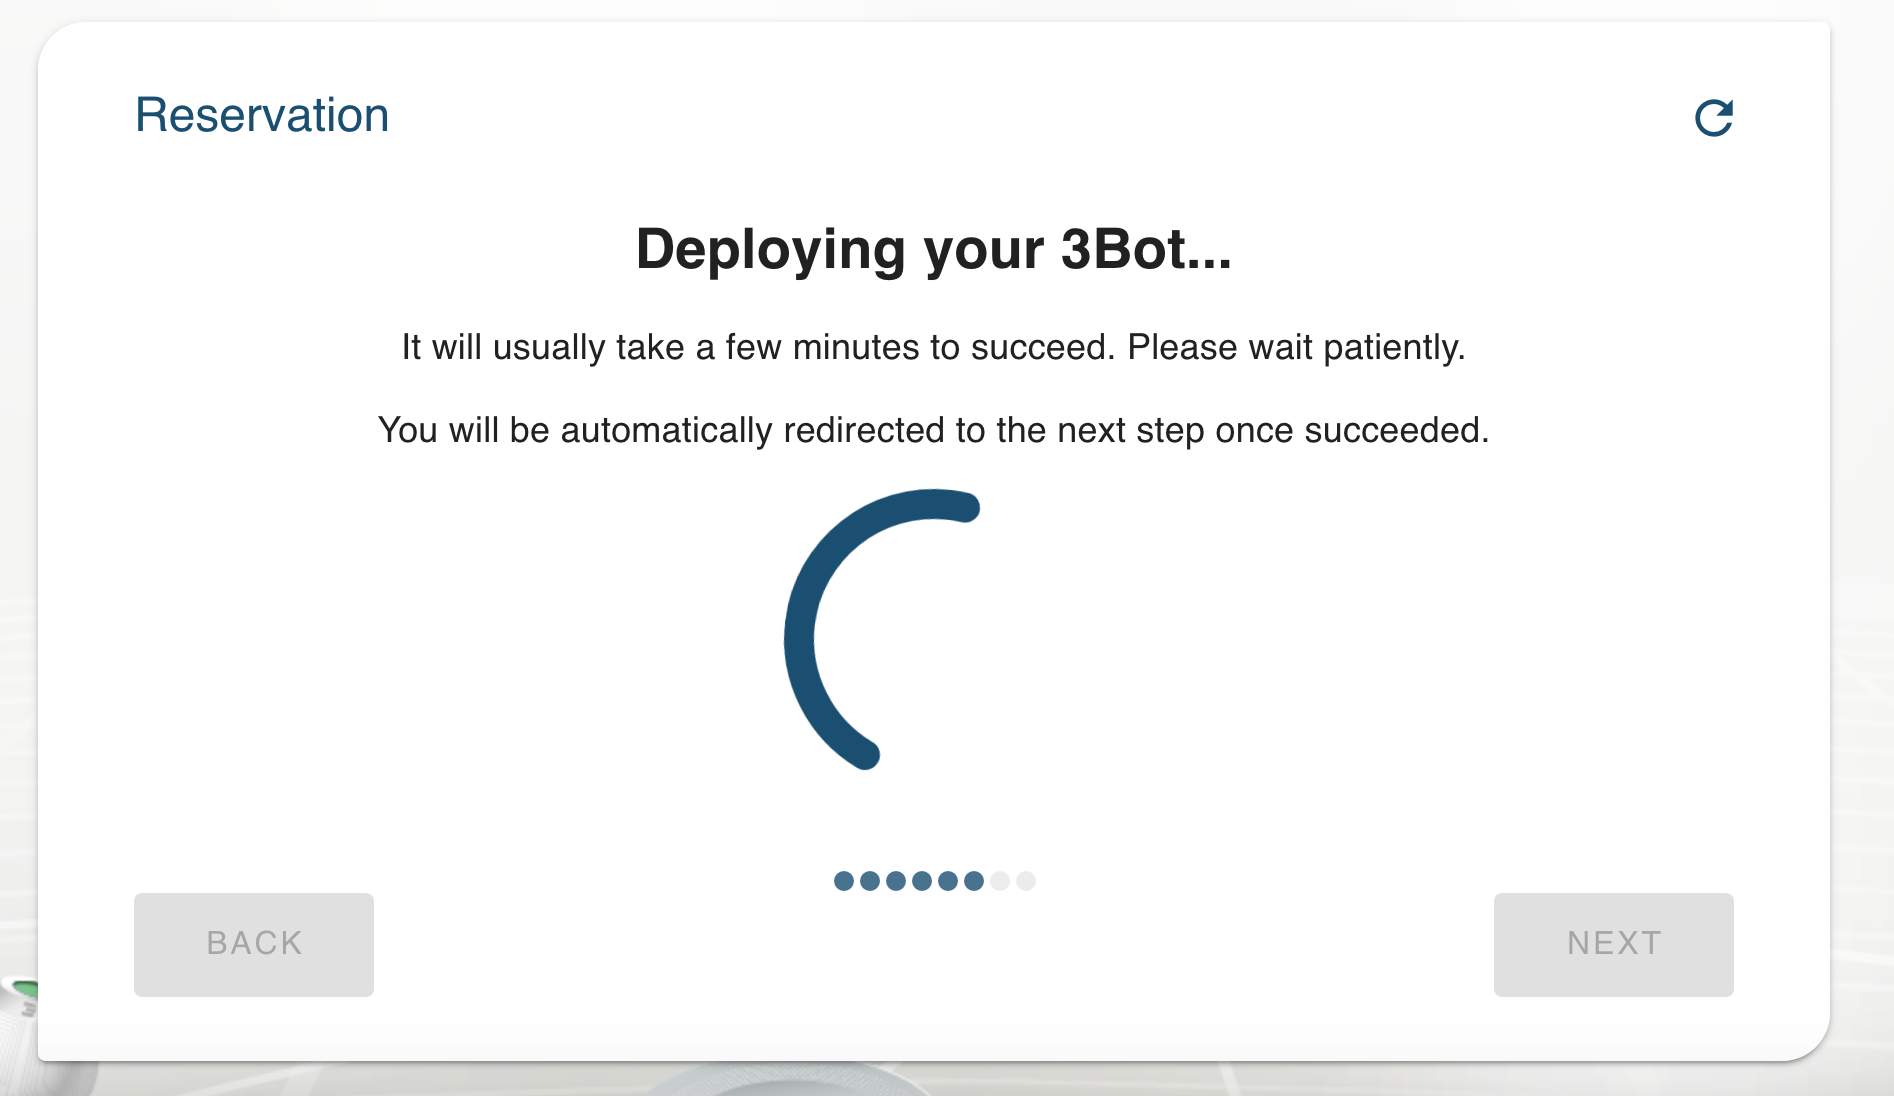 Reservation
Deploying your 3Bot...
It will usually take a few minutes to succeed. Please wait patiently.
You will be automatically redirected to the next step once succeeded.
BACK
NEXT